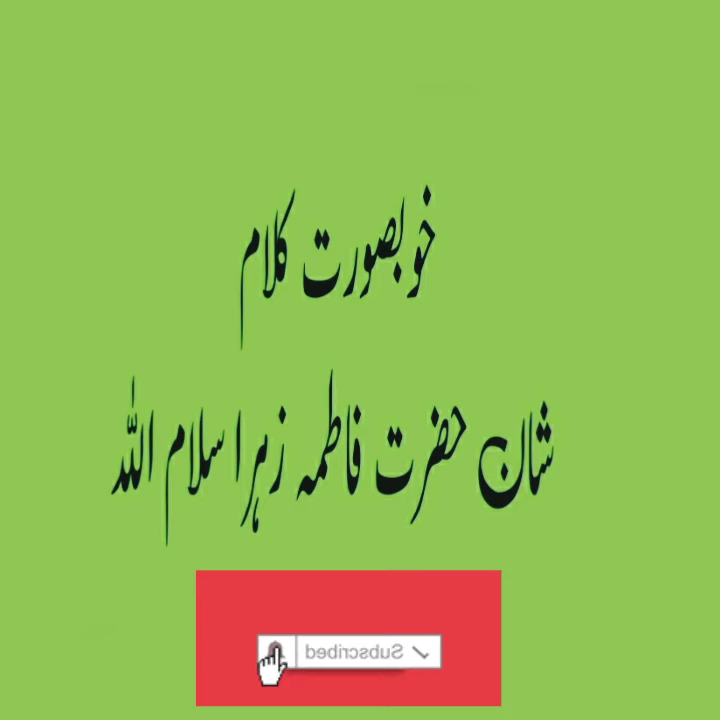 خوبصورت کلام
شان حضرت فاطمہ زہرا سلام اللہ
Subscribed